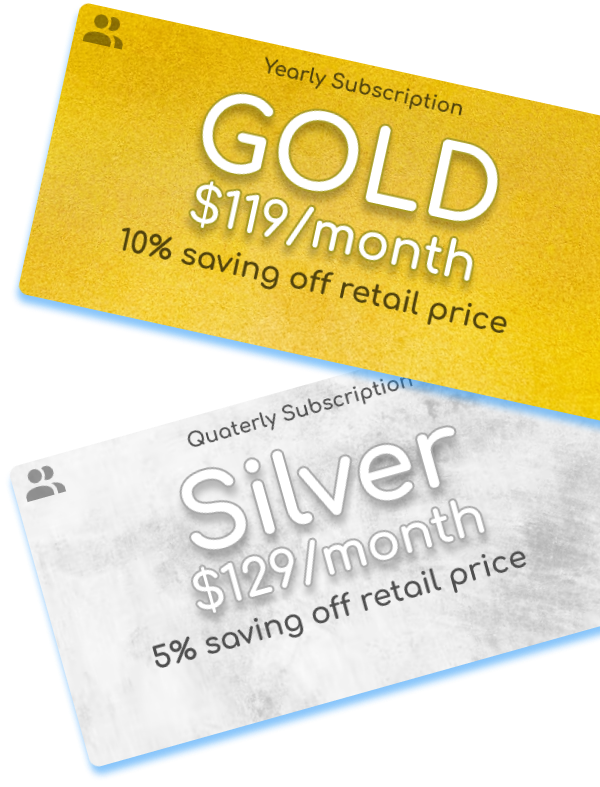 Yearly Subscription
GOLD
$119/month
10% saving off retail price
Quaterly Subscription
Silver
$129/month
5% saving off retail price